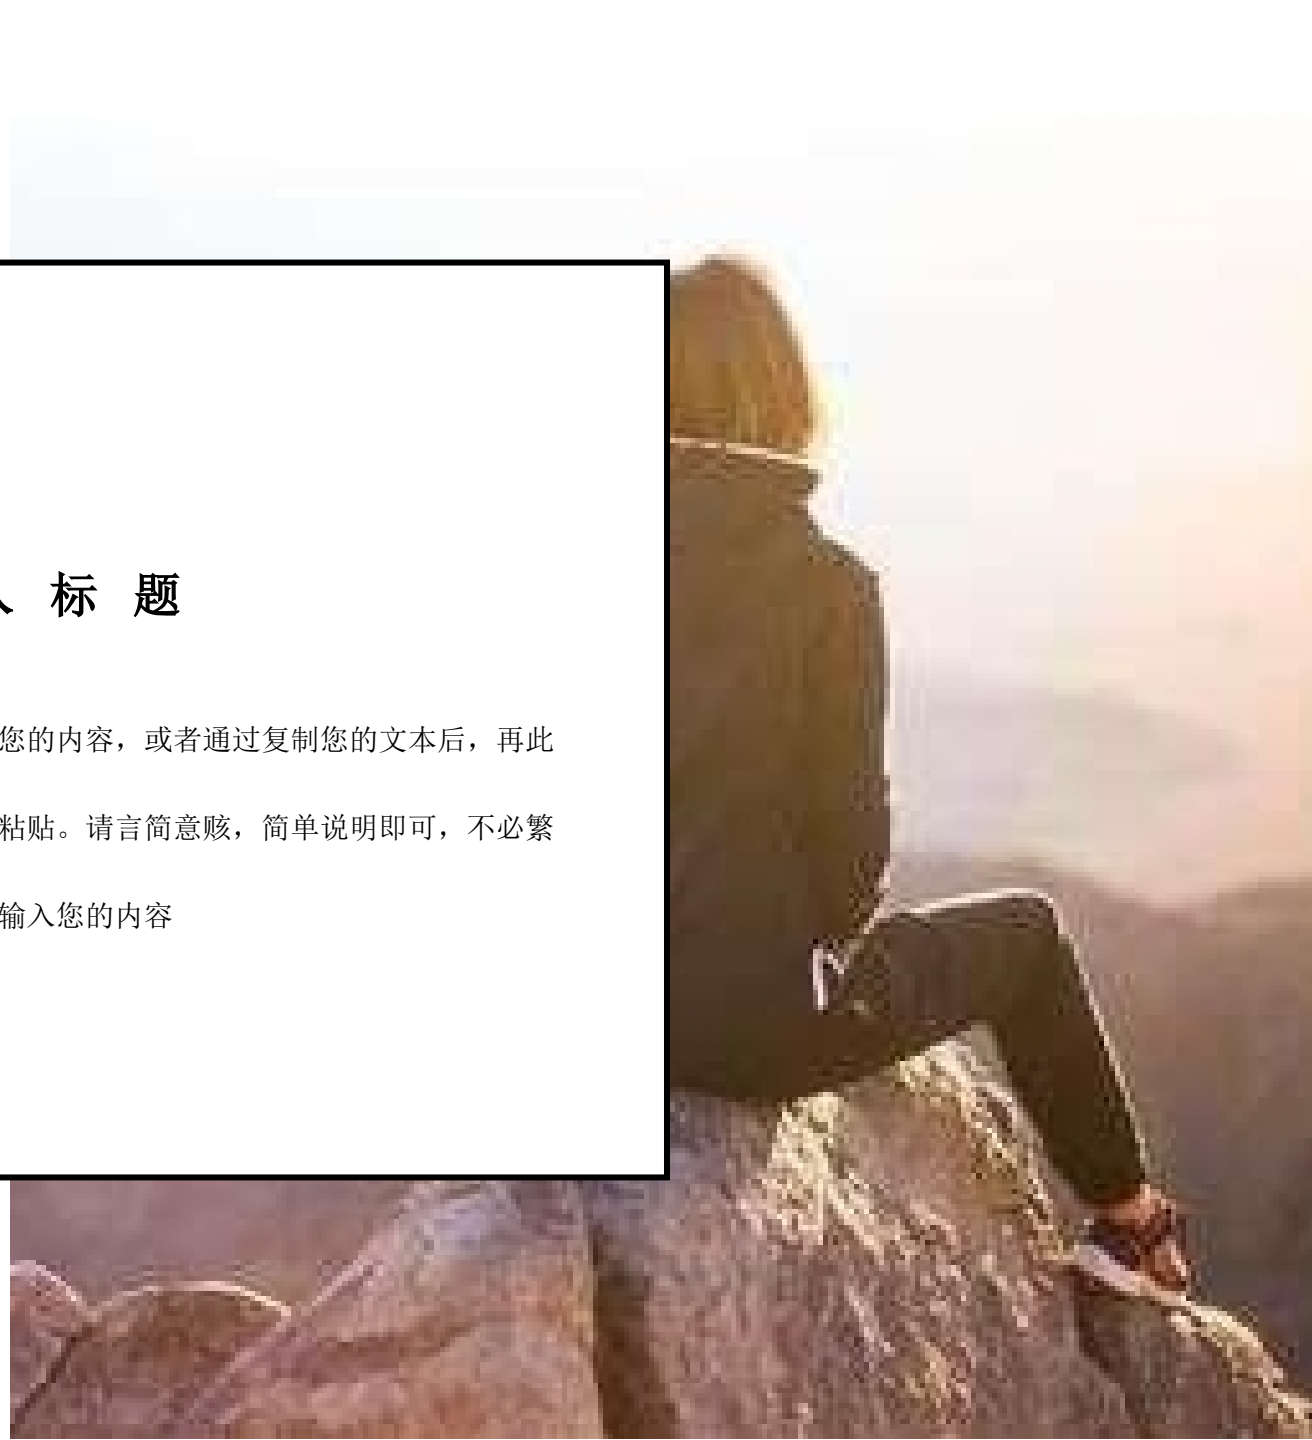 标 题
您的内容，或者通过复制您的文本后，再此
粘贴。请言简意赅，简单说明即可，不必繁
输入您的内容